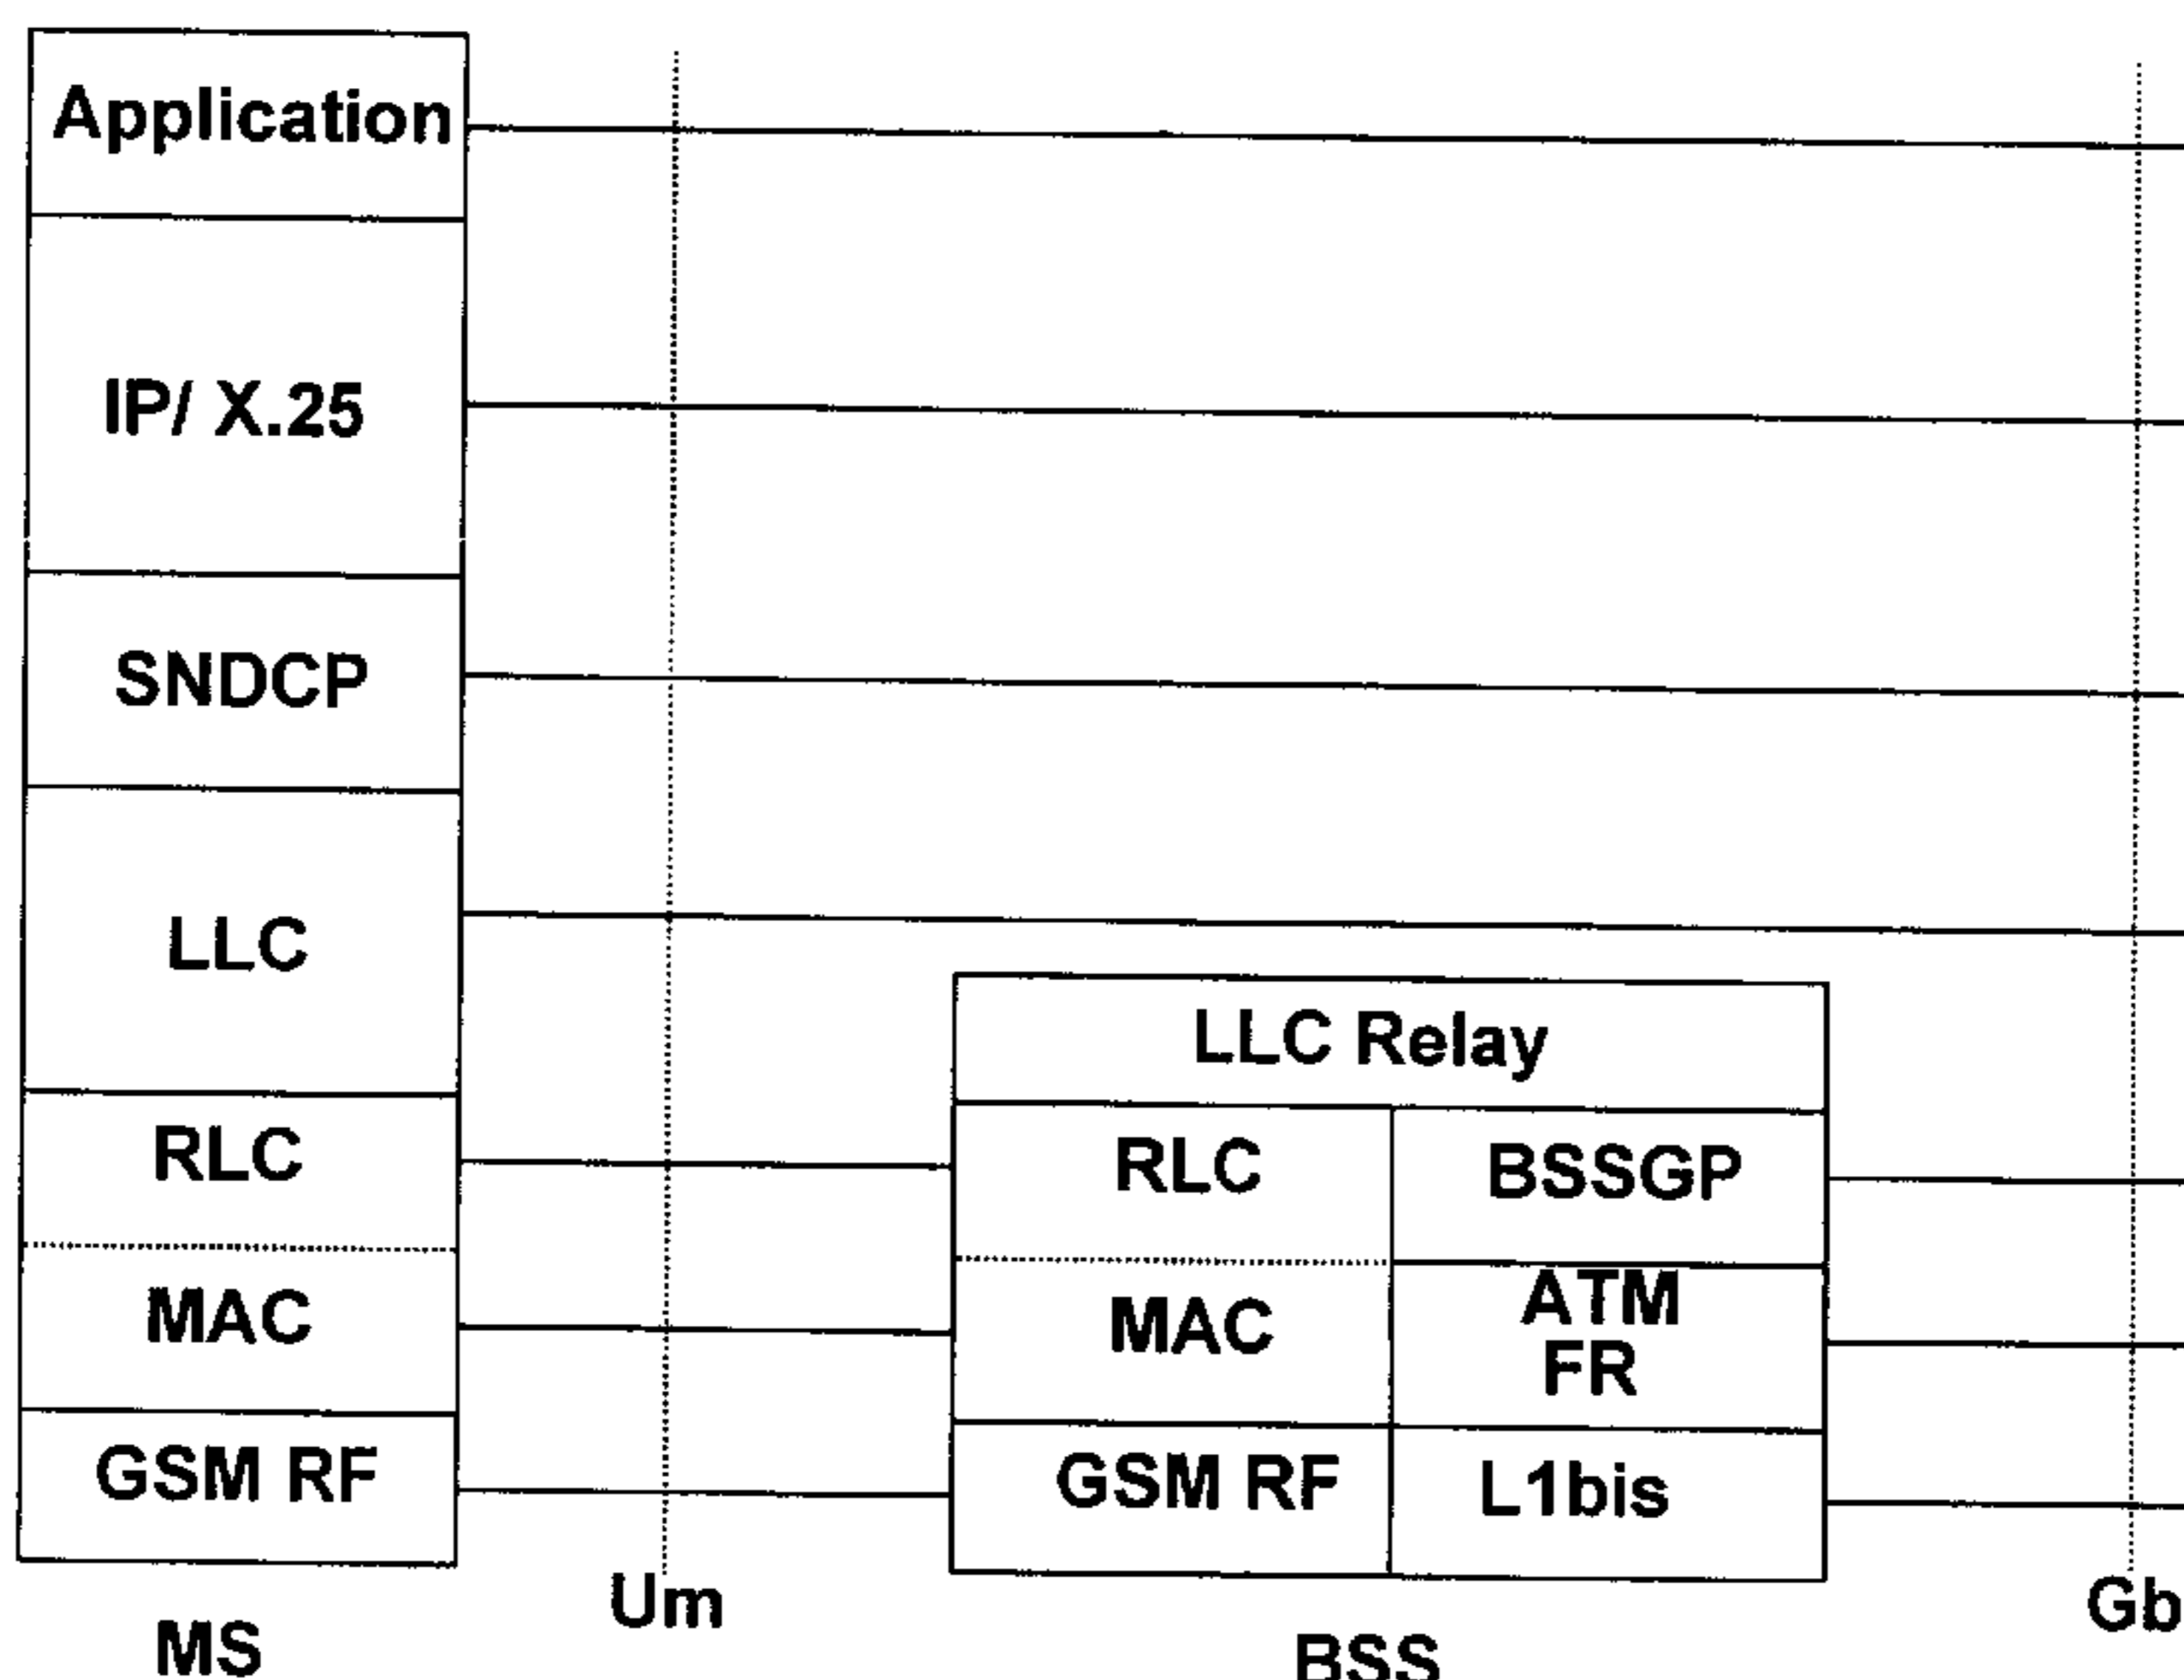 Application
IP/ X.25
SNDCP
LLC
RLC
MAC
GSM RF
MS
Um
LLC Relay
RLC
MAC
GSM RF
BSSGP
ATM
FR
L1bis
BSS
Gb